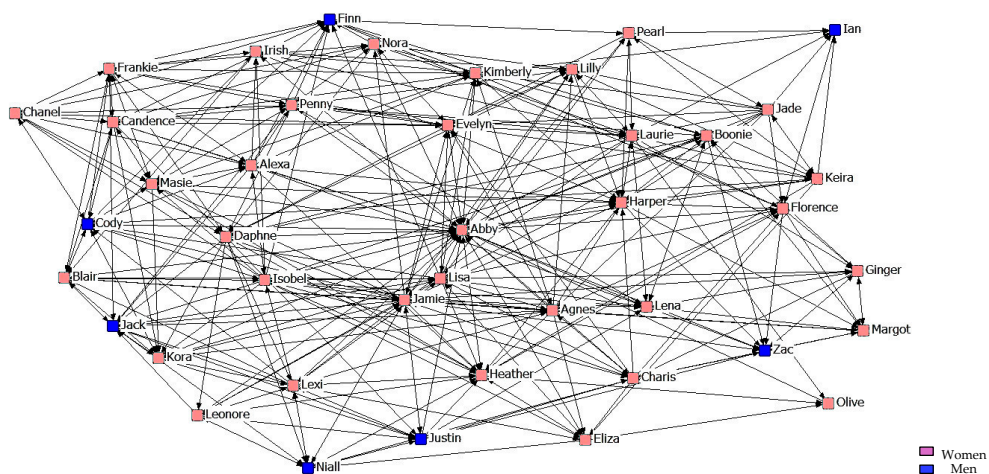 Finn
Pearl
Ian
Nora
Irish
Frankie
Kimberly
Lilly
Chanel
Penny
Candence
Evelyn
Jade
Laurie
Boonie
Alexa
Masie
Keira
Harper
Florence
Cody
Daphne
Abby
Blair
Isobel
Lisa
Ginger
Jamie
Agnes
Lena
Jack
Margot
Kora
Zac
Lexi
Heather
Charis
Leonore
Olive
Justin
Eliza
Niall
Women
Men